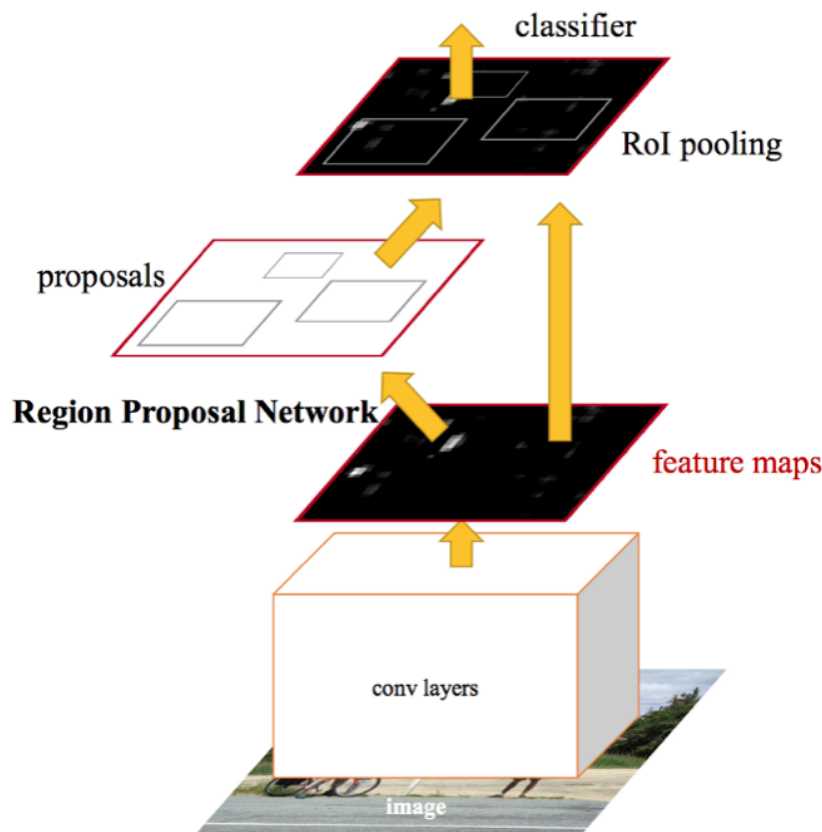 classifier
RoI pooling
proposals
Region Proposal Network
feature maps
conv layers
image